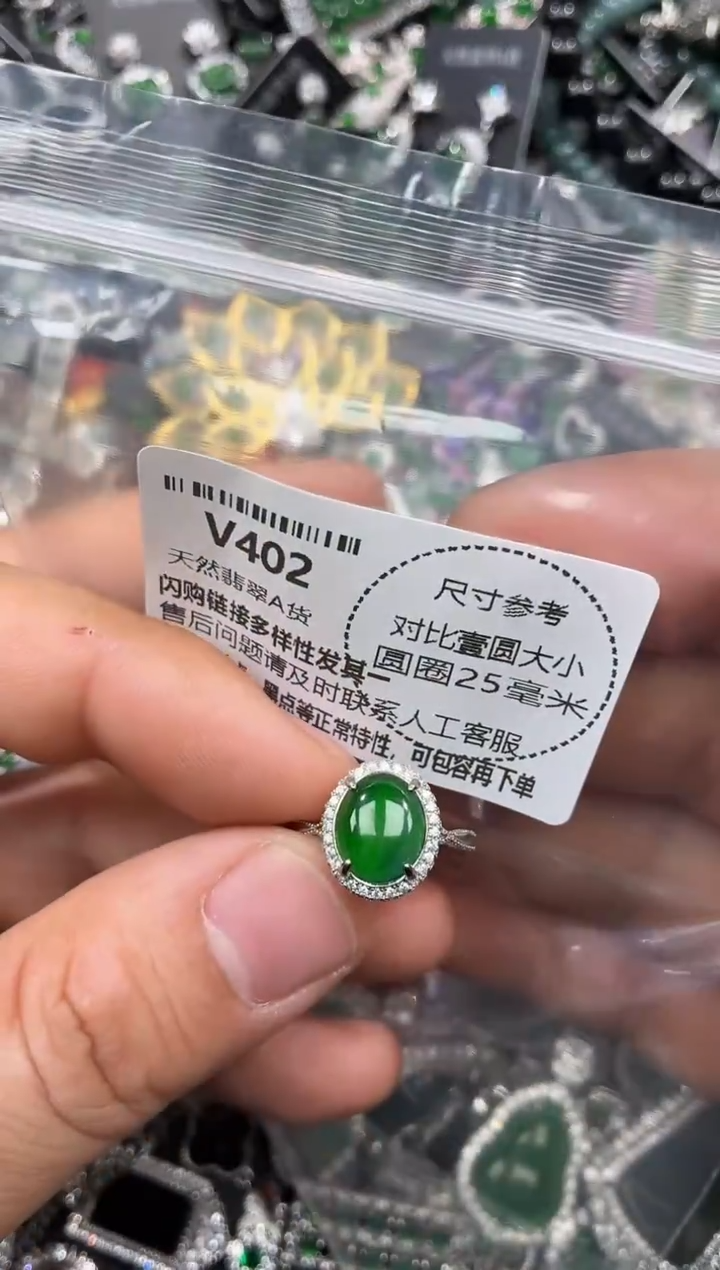 V402
天然翡翠A货
闪购链接多样性发其一
售后问题请及时联系人工客服
黑点等正常特性，可包容再下单
尺寸参考
对比壹圆大小
圆圈25毫米